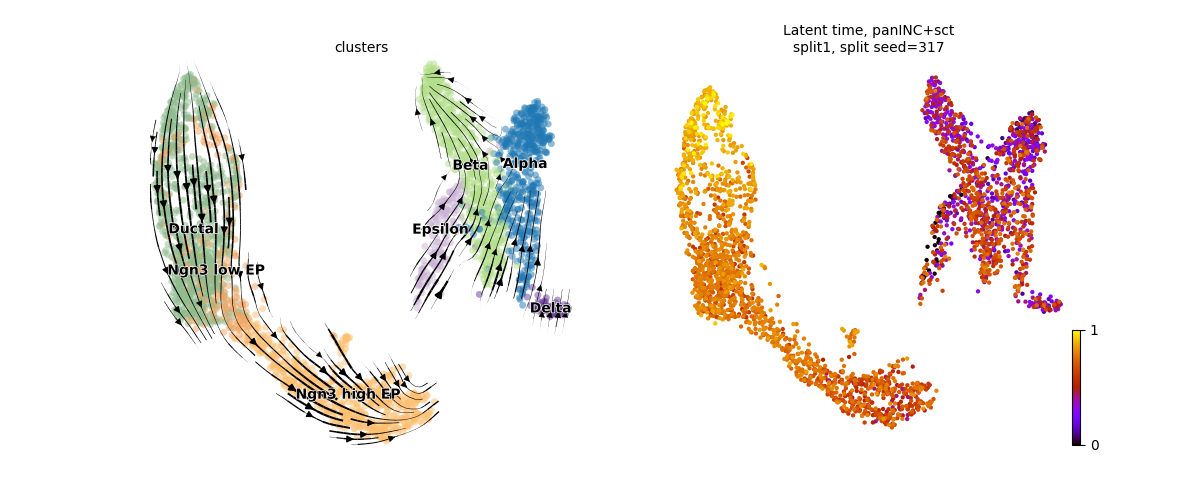 clusters
Beta
Alpha
Epsilon
Ductal
Ngn3 low EP
Delta
Ngn3 high EP
Latent time, panINC+sct
split1, split seed=317
1
0